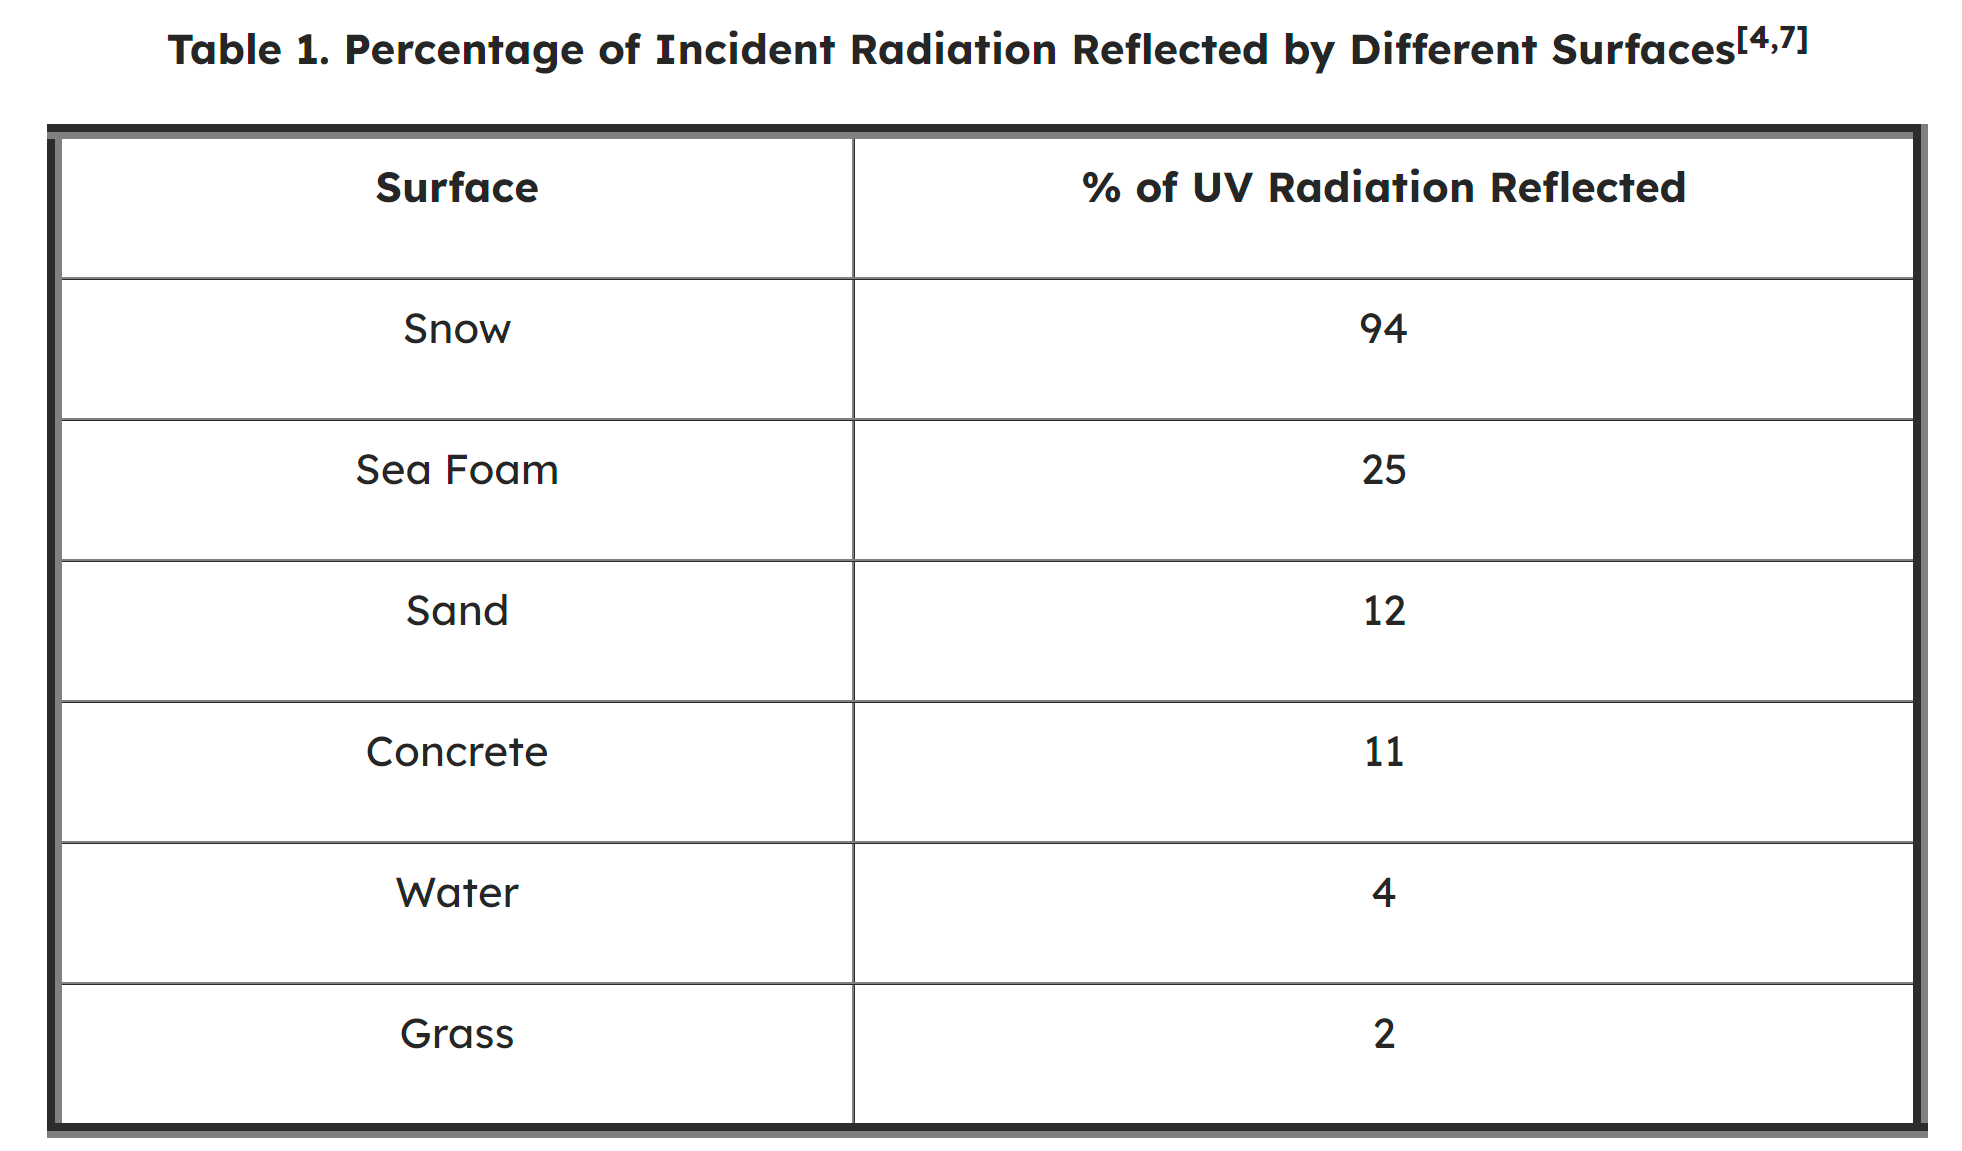 Table 1. Percentage of Incident Radiation Reflected by Different Surfaces[4,7]
Surface % of UV Radiation Reflected
Snow 94
Sea Foam 25
Sand 12
Concrete 11
Water 4
Grass 2